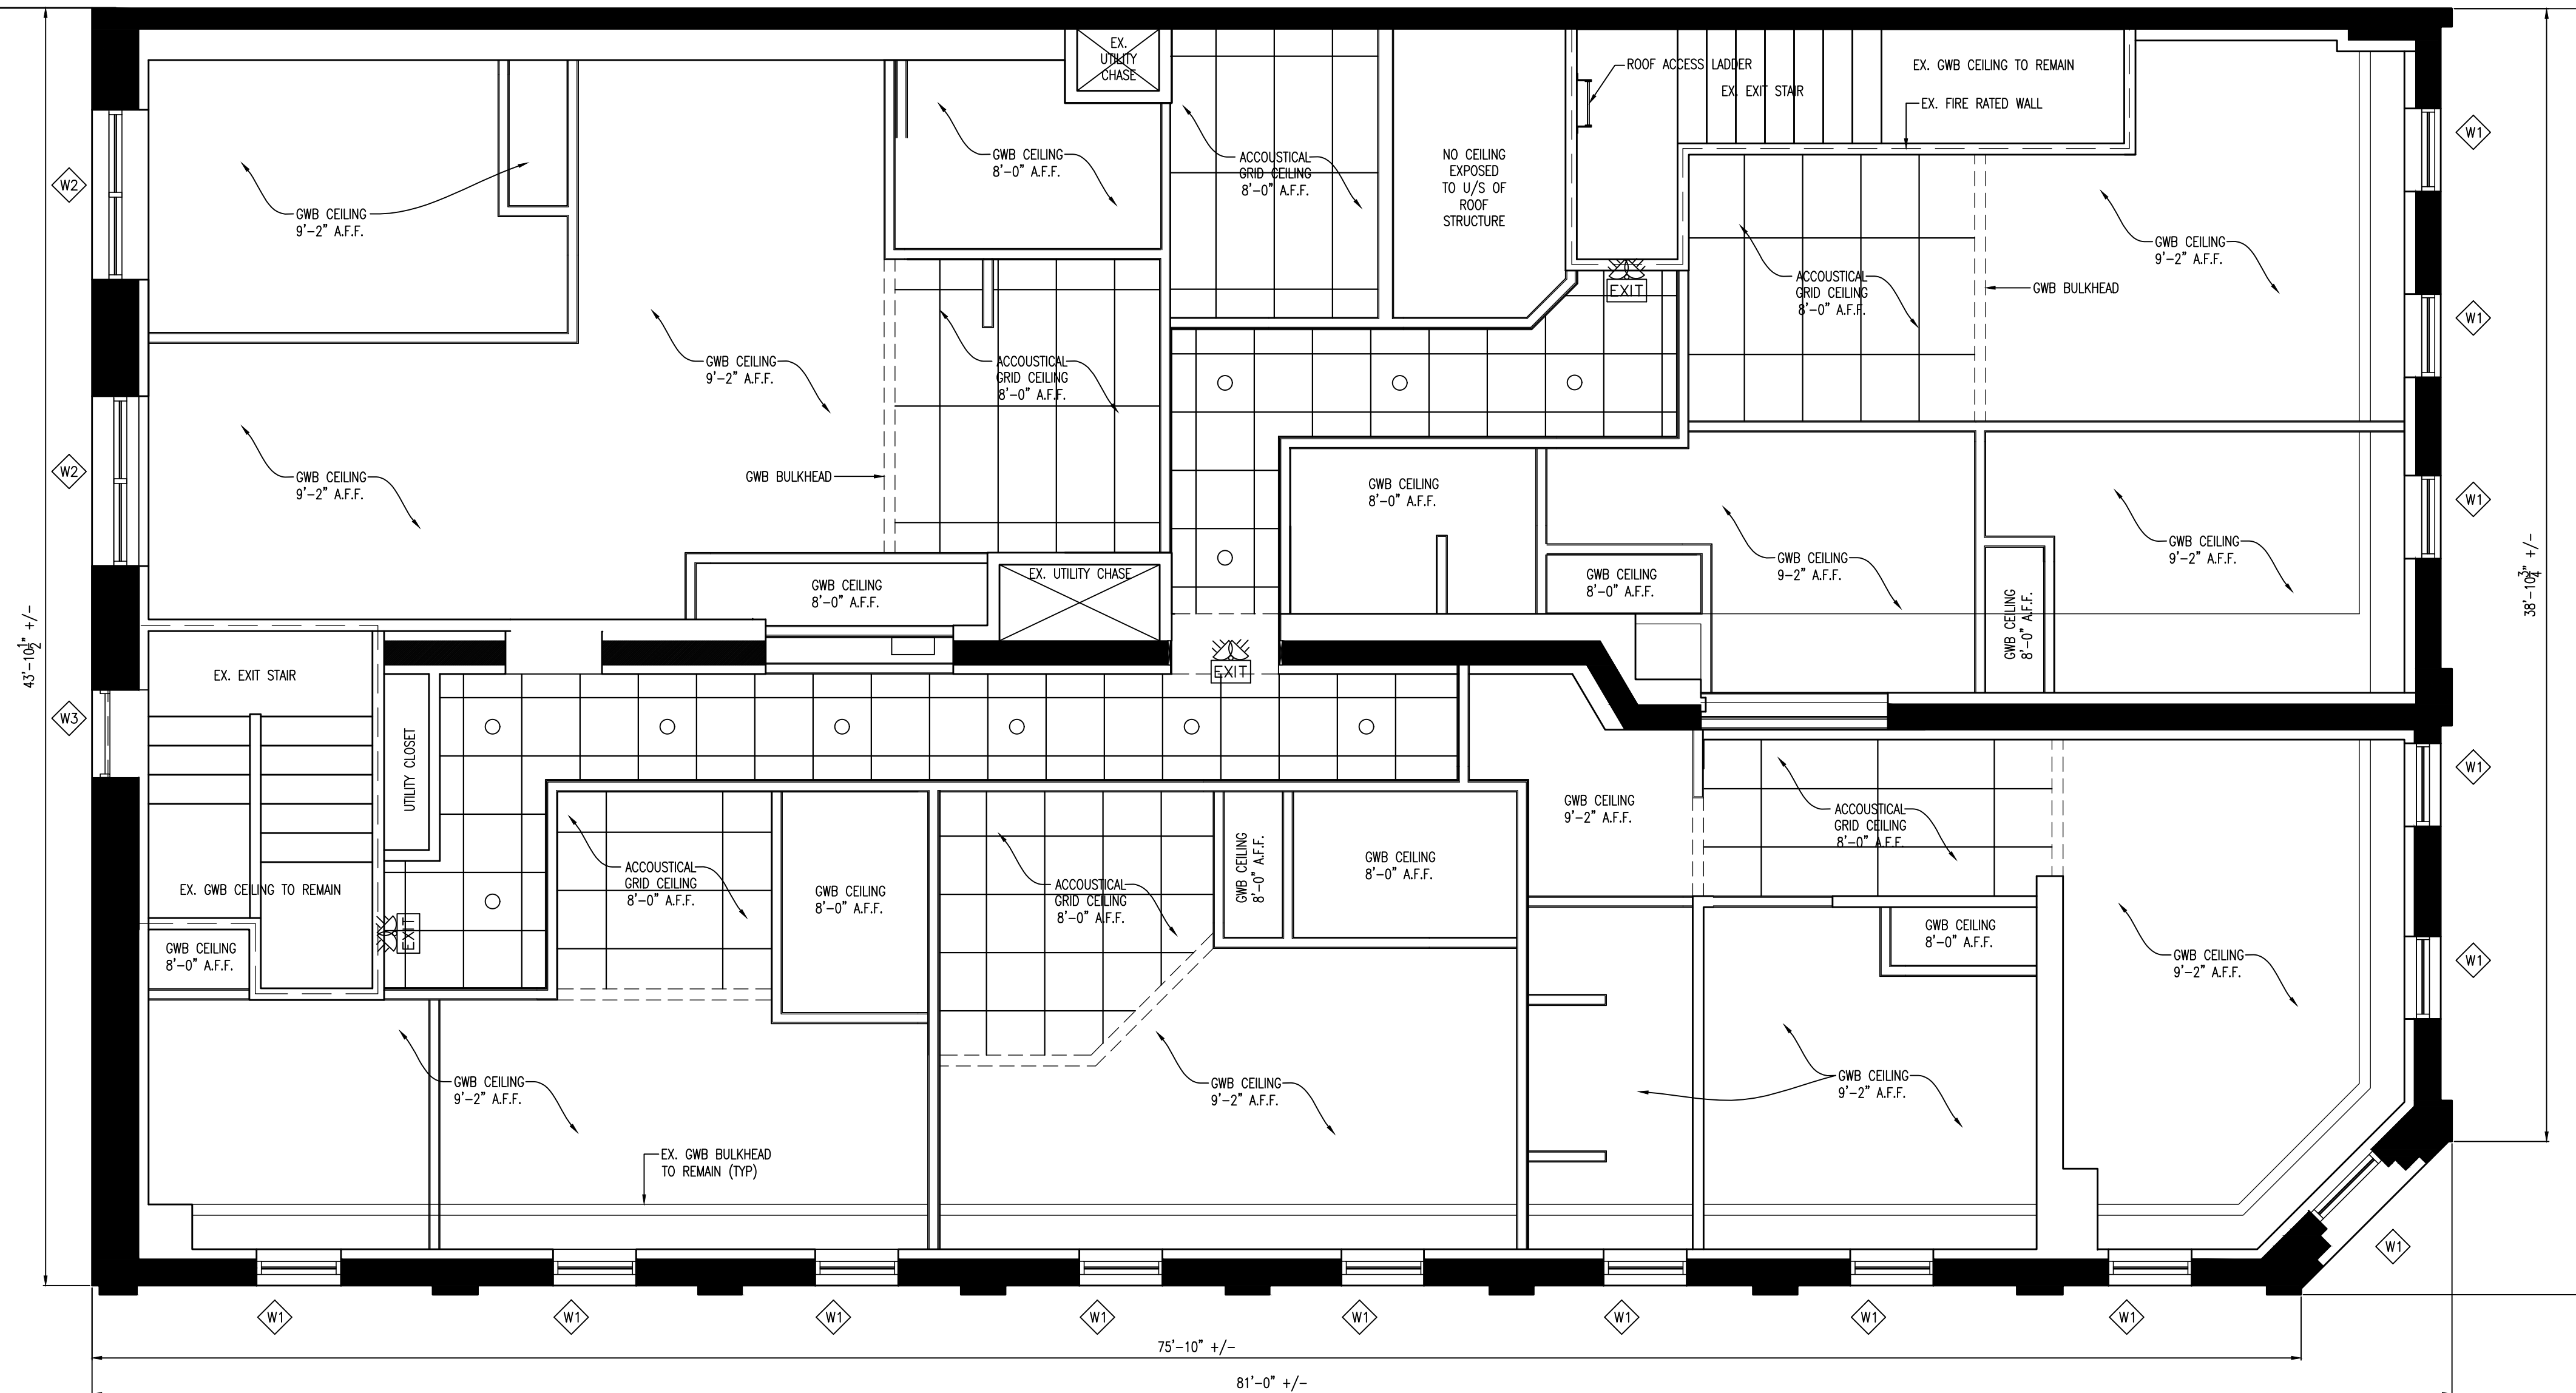 EX.
UTILITY
CHASE
ROOF ACCESS LADDER
EX. EXIT STAIR
EX. GWB CEILING TO REMAIN
EX. FIRE RATED WALL
W1
W2
GWB CEILING
9'-2" A.F.F.
GWB CEILING
8'-0" A.F.F.
ACCOUSTICAL
GRID CEILING
8'-0" A.F.F.
NO CEILING
EXPOSED
TO U/S OF
ROOF
STRUCTURE
GWB CEILING
9'-2" A.F.F.
ACCOUSTICAL
GRID CEILING
8'-0" A.F.F.
GWB BULKHEAD
EXIT
W1
GWB CEILING
9'-2" A.F.F.
ACCOUSTICAL
GRID CEILING
8'-0" A.F.F.
W2
GWB CEILING
9'-2" A.F.F.
GWB BULKHEAD
GWB CEILING
8'-0" A.F.F.
W1
GWB CEILING
9-2" A.F.F.
GWB CEILING
9'-2" A.F.F.
GWB CEILING
8'-0" A.F.F.
EX. UTILITY CHASE
GWB CEILING
8'-0" A.F.F.
GWB CEILING
8'-0" A.F.F.
38'-10 3/4" +/-
43'-10 1/2" +/-
EX. EXIT STAIR
EXIT
W3
UTILITY CLOSET
W1
GWB CEILING
9'-2" A.F.F.
ACCOUSTICAL
GRID CEILING
8'-0" A.F.F.
EX. GWB CEILING TO REMAIN
ACCOUSTICAL
GRID CEILING
8'-0" A.F.F.
GWB CEILING
8'-0" A.F.F.
ACCOUSTICAL
GRID CEILING
8'-0" A.F.F.
GWB CEILING
8'-0" A.F.F.
GWB CEILING
8'-0" A.F.F.
EXIT
GWB CEILING
8'-0" A.F.F.
GWB CEILING
8'-0" A.F.F.
GWB CEILING
9'-2" A.F.F.
W1
GWB CEILING
9'-2" A.F.F.
GWB CEILING
9'-2" A.F.F.
GWB CEILING
9'-2" A.F.F.
EX. GWB BULKHEAD
TO REMAIN (TYP)
W1
W1
W1
W1
W1
W1
W1
W1
W1
75'-10" +/-
81'-0" +/-